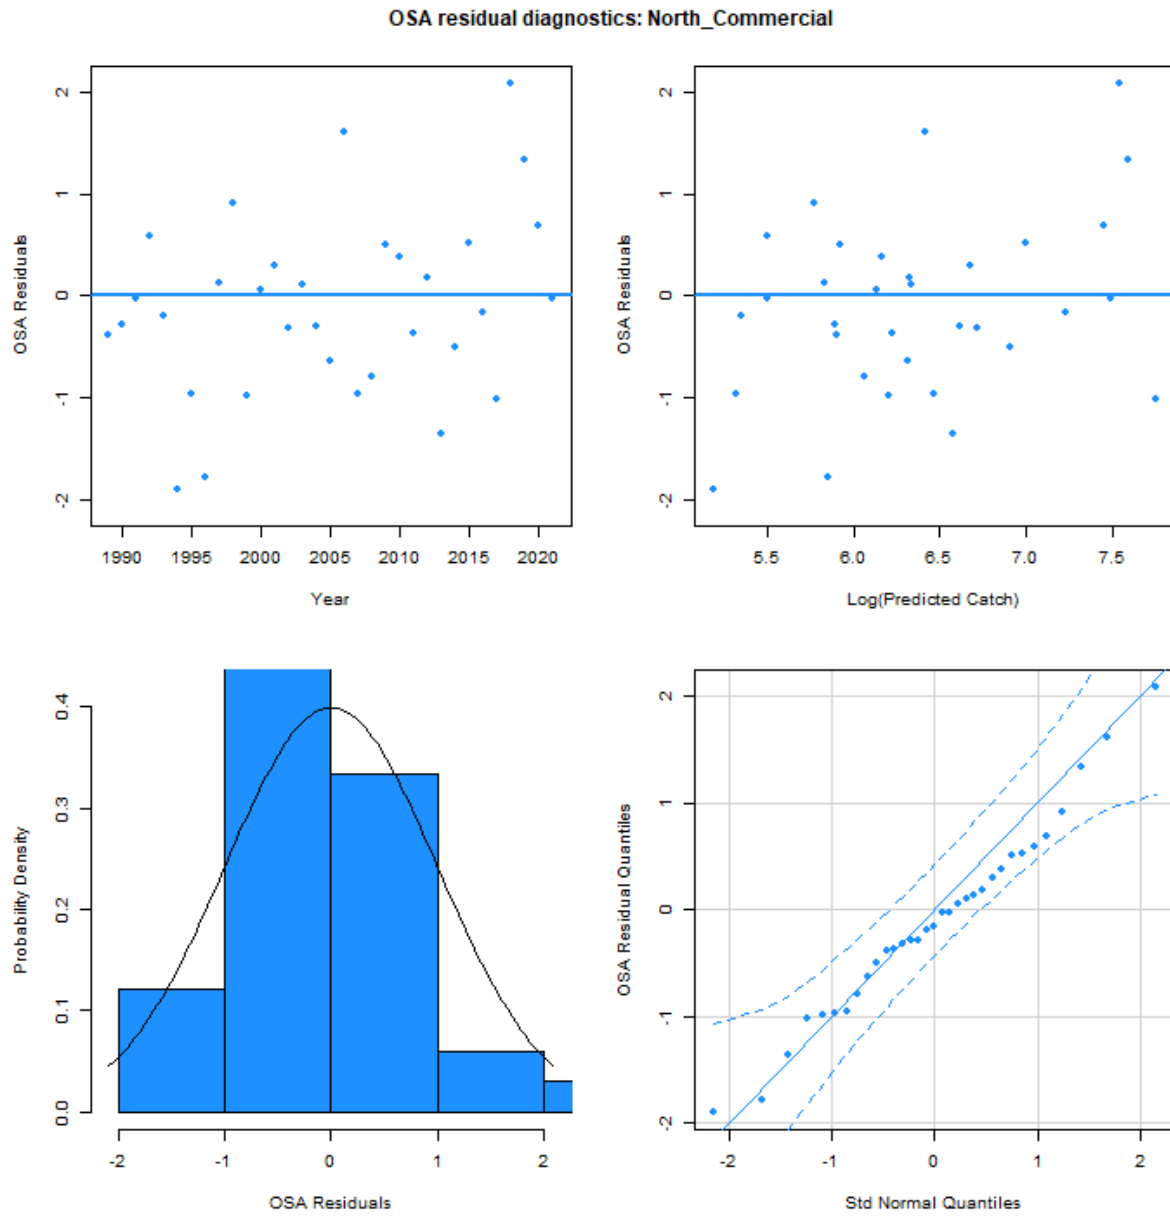 OSA residual diagnostics: North_Commercial
OSA Residuals
2
1
0
-1
-2
1990 1995 2000 2005 2010 2015 2020
Year
OSA Residuals
2
1
0
-1
-2
5.5 6.0 6.5 7.0 7.5
Log(Predicted Catch)
Probability Density
0.4
0.3
0.2
0.1
0.0
-2 -1 0 1 2
OSA Residuals
OSA Residual Quantiles
2
1
0
-1
-2
-2 -1 0 1 2
Std Normal Quantiles